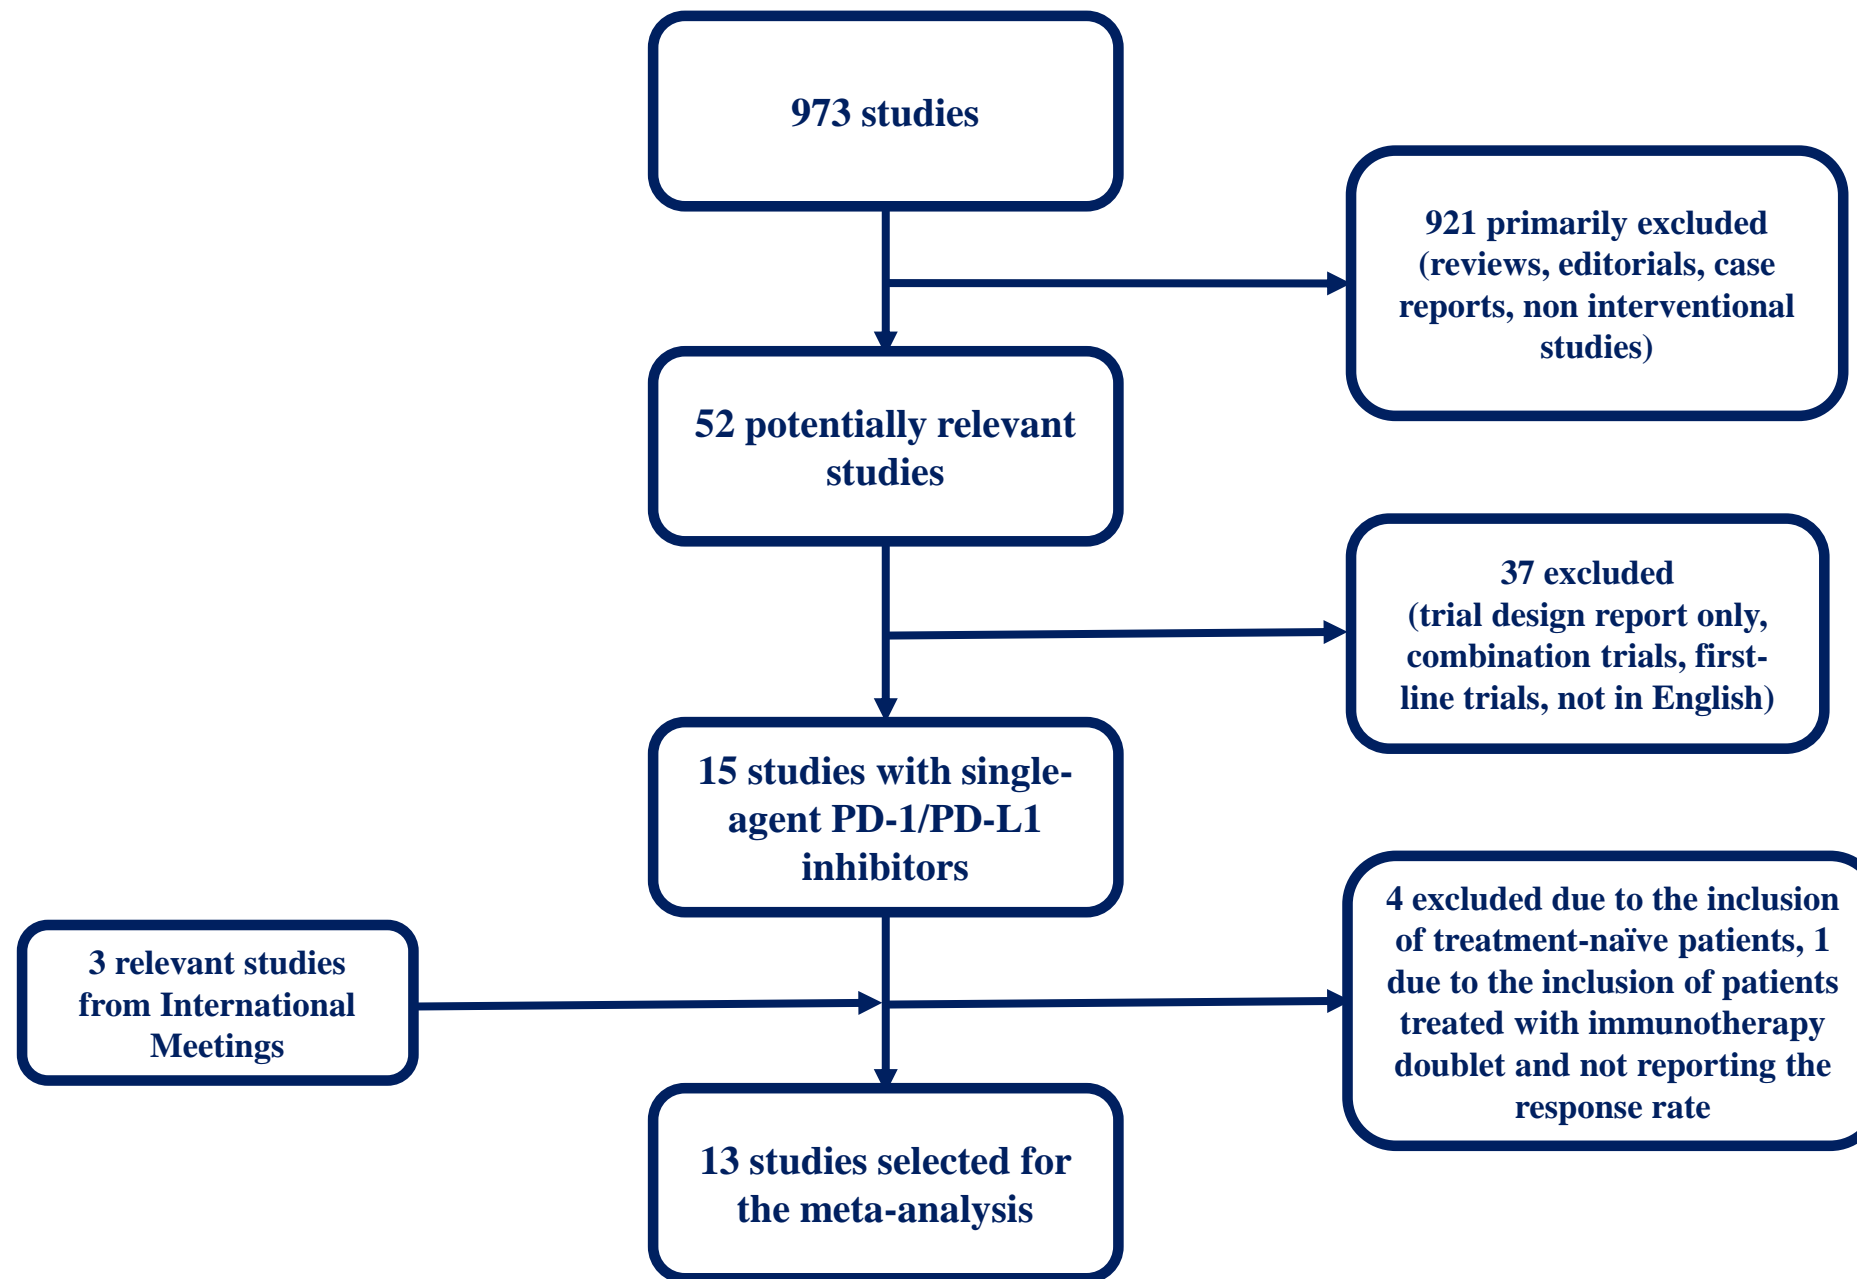 973 studies
921 primarily excluded
(reviews, editorials, case
reports, non interventional
studies)
52 potentially relevant
studies
37 excluded
(trial design report only,
combination trials, first-
line trials, not in English)
15 studies with single-
agent PD-1/PD-L1
inhibitors
3 relevant studies
from International
Meetings
4 excluded due to the inclusion
of treatment-naïve patients, 1
due to the inclusion of patients
treated with immunotherapy
doublet and not reporting the
response rate
13 studies selected for
the meta-analysis